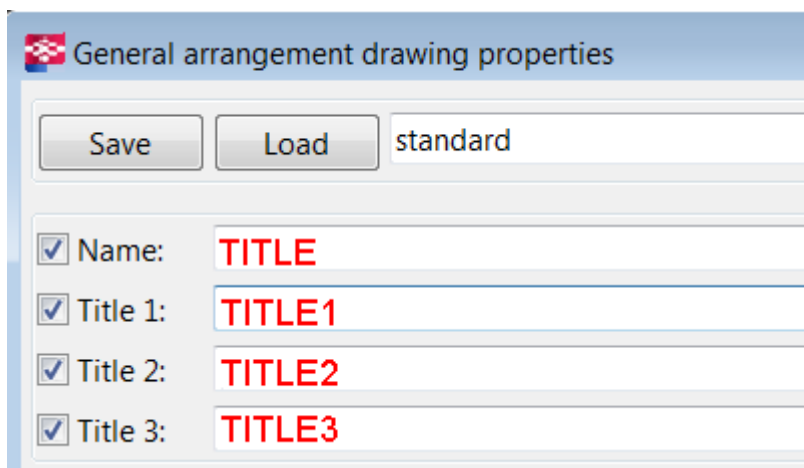 General arrangement drawing properties
Save Load standard
Name: TITLE
Title 1: TITLE1
Title 2: TITLE2
Title 3: TITLE3